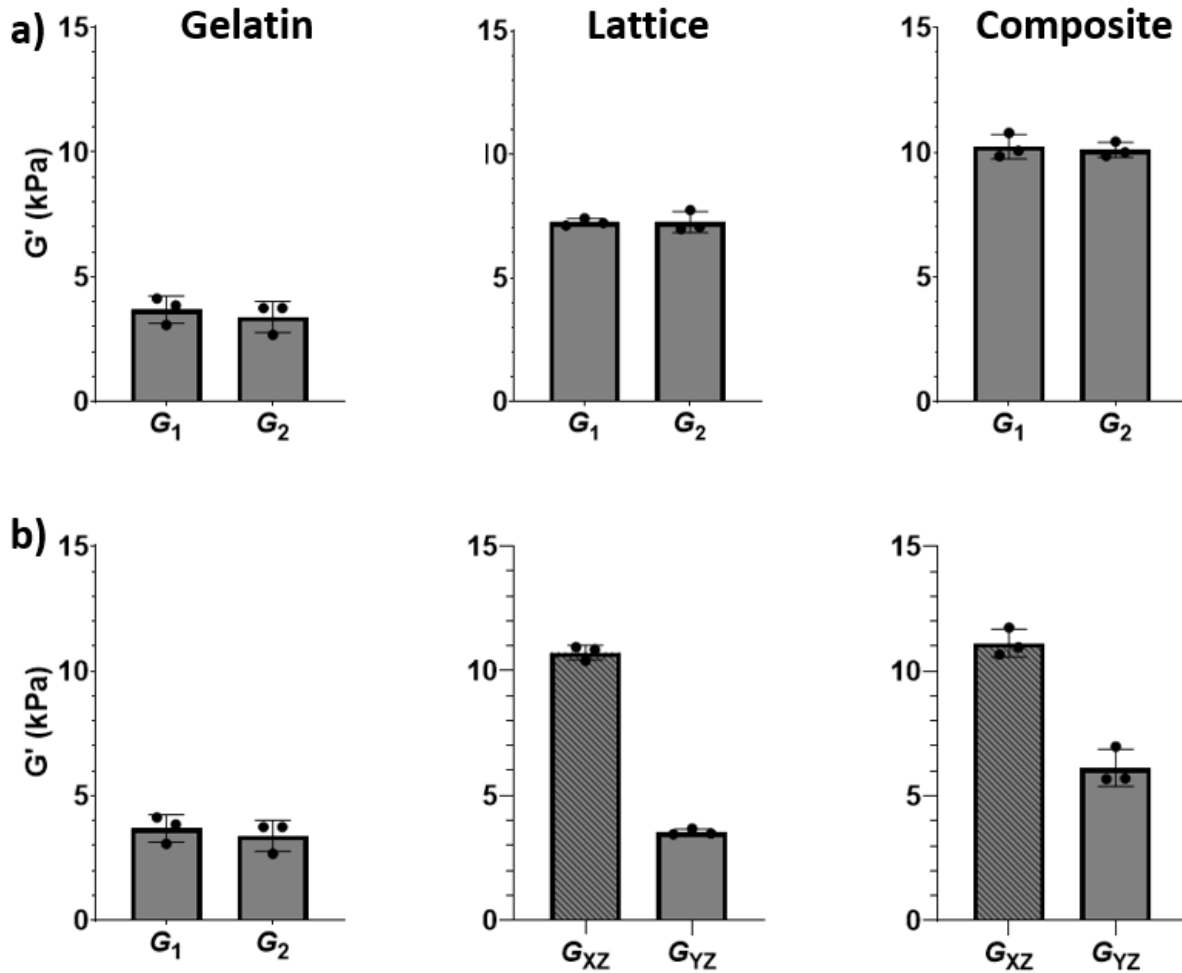 a) Gelatin Lattice Composite
15 15 15
10 10 10
5 5 5
0 0 0
G' (kPa)
G1 G2 G1 G2 G1 G2
b)
15 15 15
10 10 10
5 5 5
0 0 0
G' (kPa)
G1 G2 GXZ GYZ GXZ GYZ